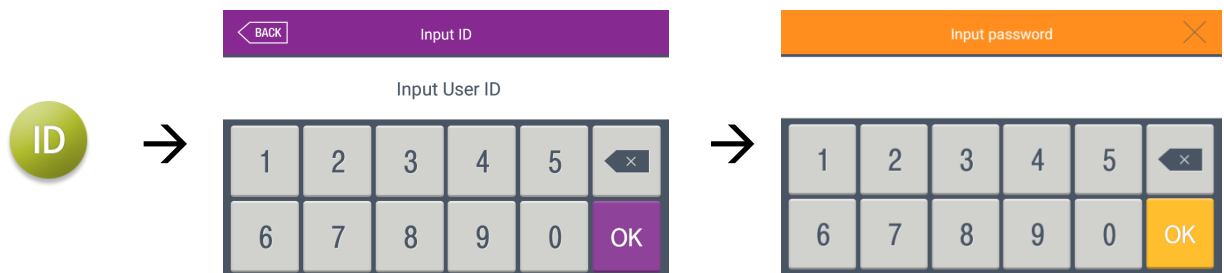 ID
BACK
Input ID
Input User ID
1 2 3 4 5
6 7 8 9 0 OK
Input password
1 2 3 4 5
6 7 8 9 0 OK